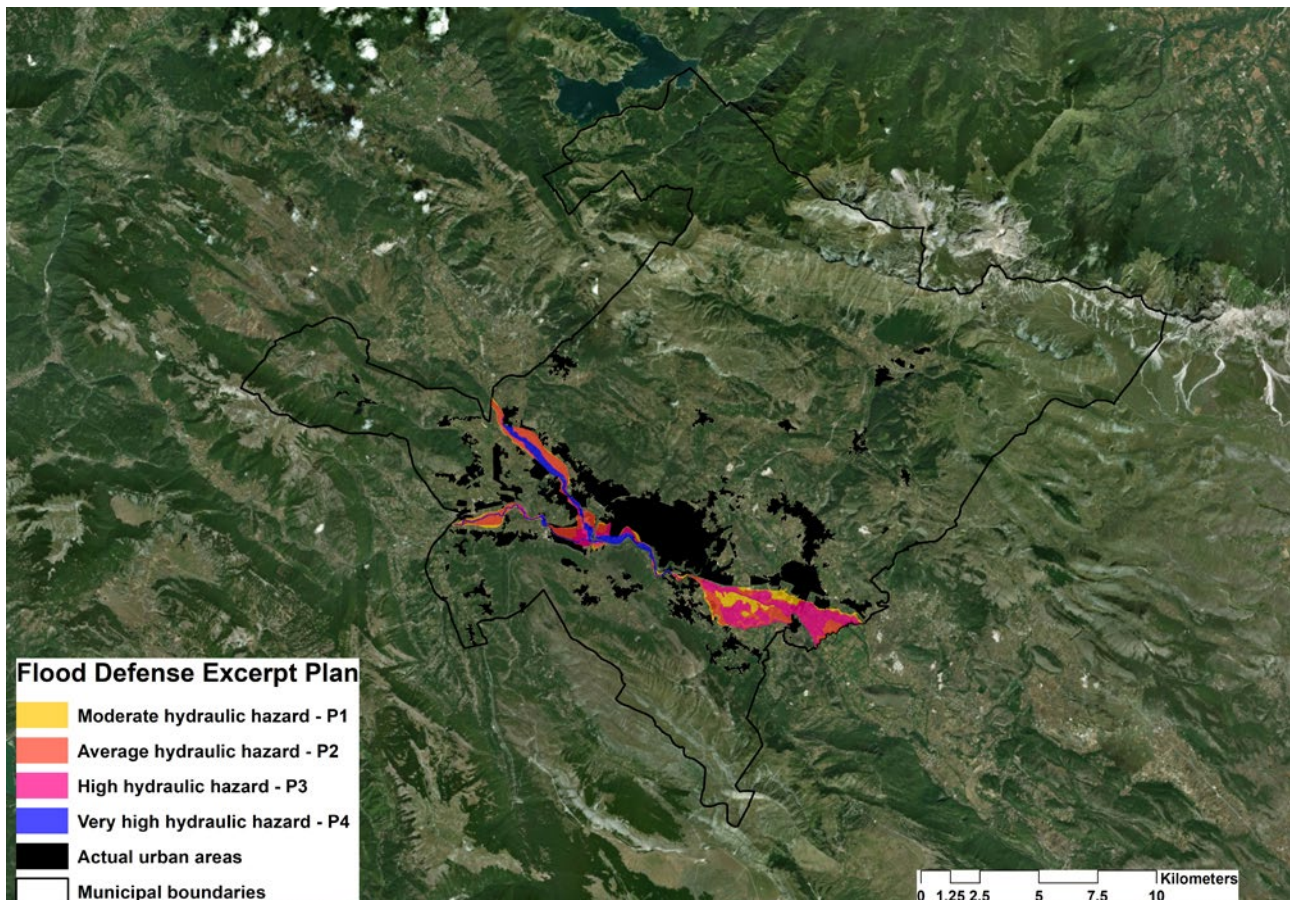 Flood Defense Excerpt Plan
Moderate hydraulic hazard - P1
Average hydraulic hazard - P2
High hydraulic hazard - P3
Very high hydraulic hazard - P4
Actual urban areas
Municipal boundaries
Kilometers
0 1.25 2.5 5 7.5 10